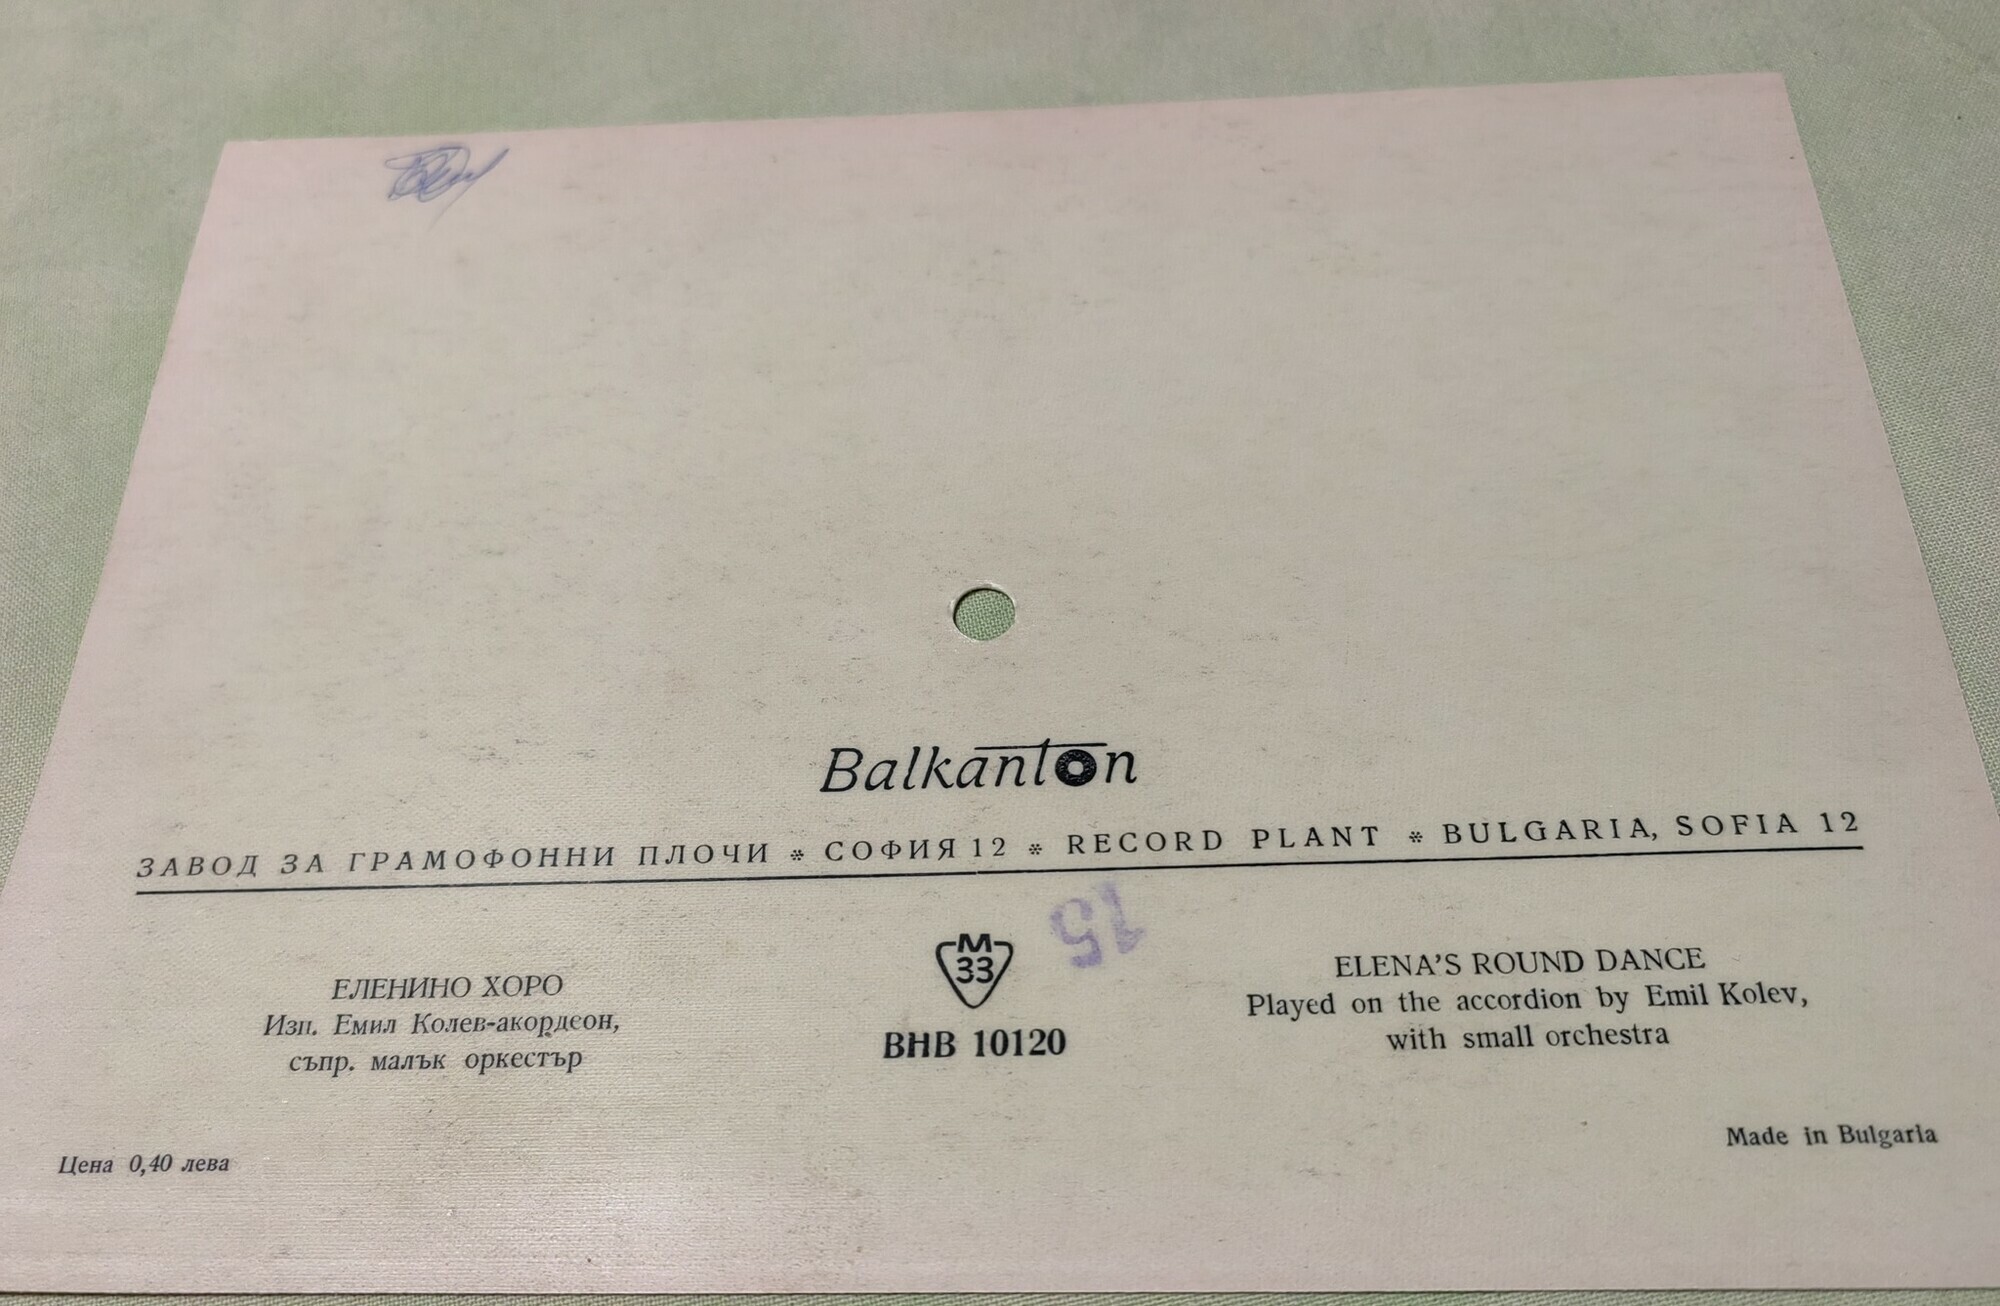 Balkanton
ЗАВОД ЗА ГРАМОФОННИ ПЛОЧИ * СОФИЯ 12 * RECORD PLANT * BULGARIA, SOFIA 12
15
ЕЛЕНИНО ХОРО
Изп. Емил Колев-акордеон,
съпр. малък оркестър
М
33
ВНВ 10120
ELENA'S ROUND DANCE
Played on the accordion by Emil Kolev,
with small orchestra
Цена 0,40 лева
Made in Bulgaria